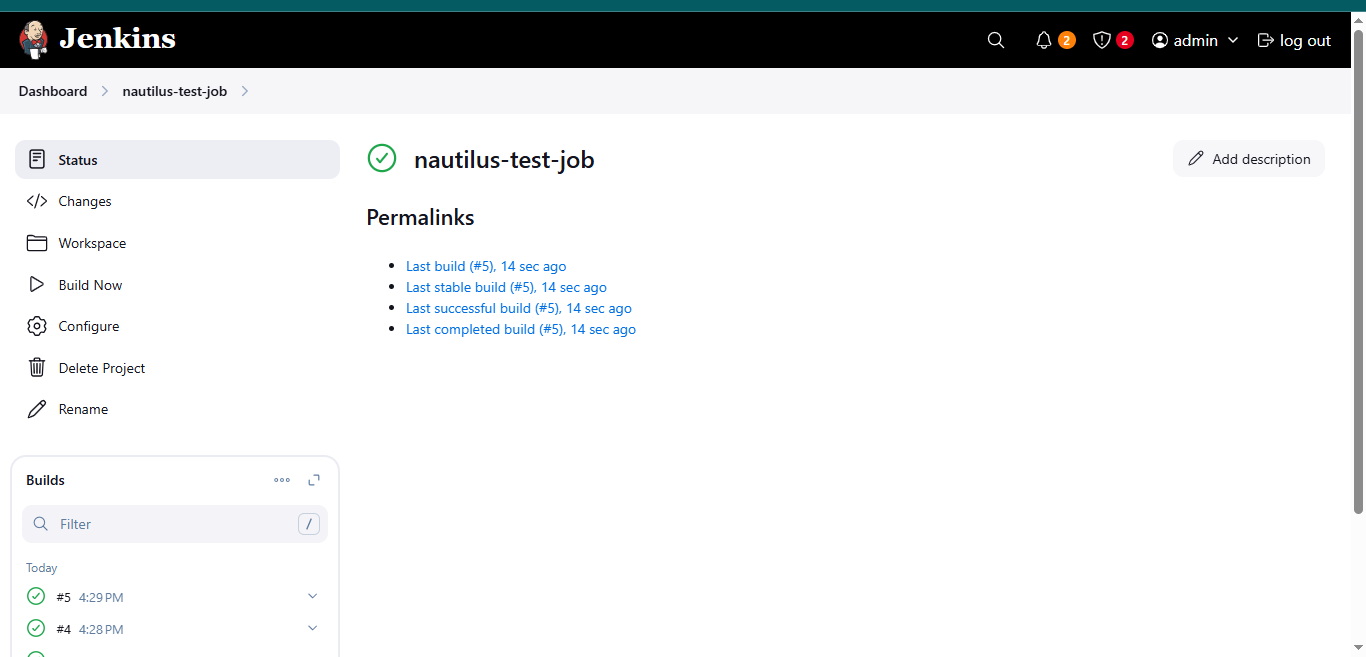 Jenkins 2 2 admin log out
Dashboard nautilus-test-job
Status
Changes
Workspace
Build Now
Configure
Delete Project
Rename
nautilus-test-job
Add description
Permalinks
Last build (#5), 14 sec ago
Last stable build (#5), 14 sec ago
Last successful build (#5), 14 sec ago
Last completed build (#5), 14 sec ago
Builds
Filter /
Today
#5 4:29 PM
#4 4:28 PM